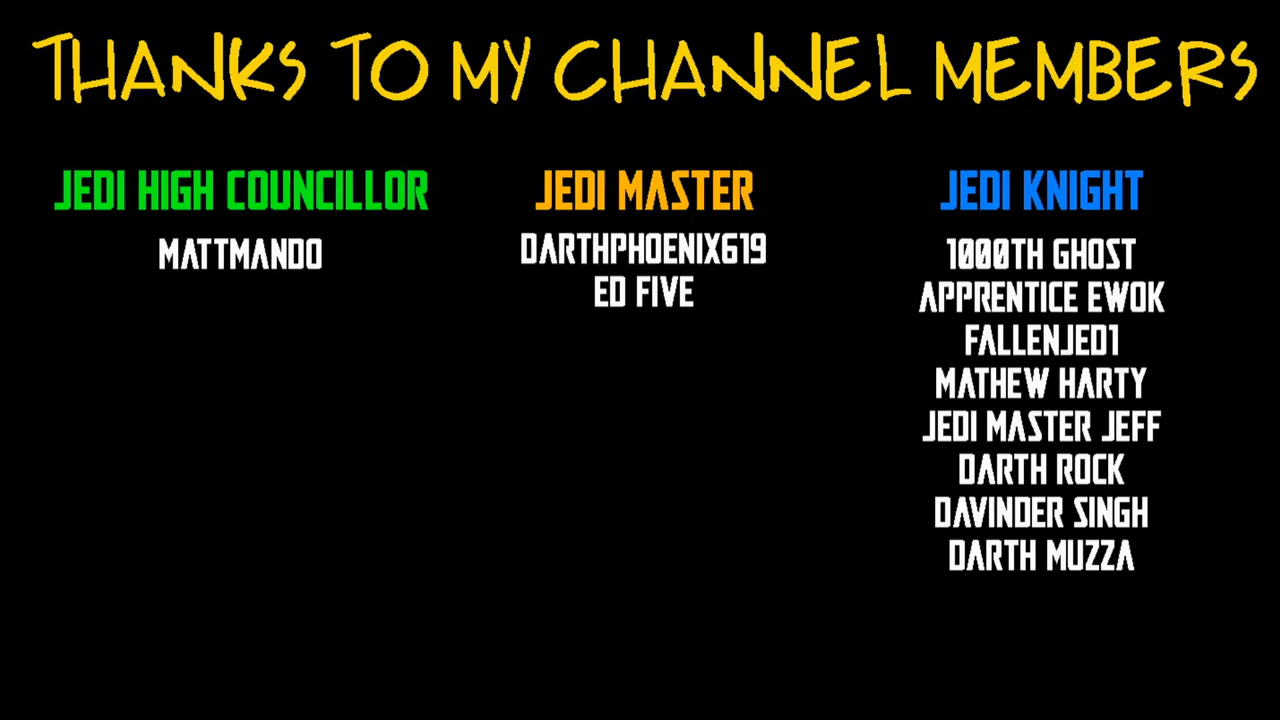 THANKS TO MY CHANNEL MEMBERS
JEDI HIGH COUNCILLOR
MATTMANDO
JEDI MASTER
DARTHPHOENIX619
ED FIVE
JEDI KNIGHT
1000TH GHOST
APPRENTICE EWOK
FALLENJED1
MATHEW HARTY
JEDI MASTER JEFF
DARTH ROCK
DAVINDER SINGH
DARTH MUZZA